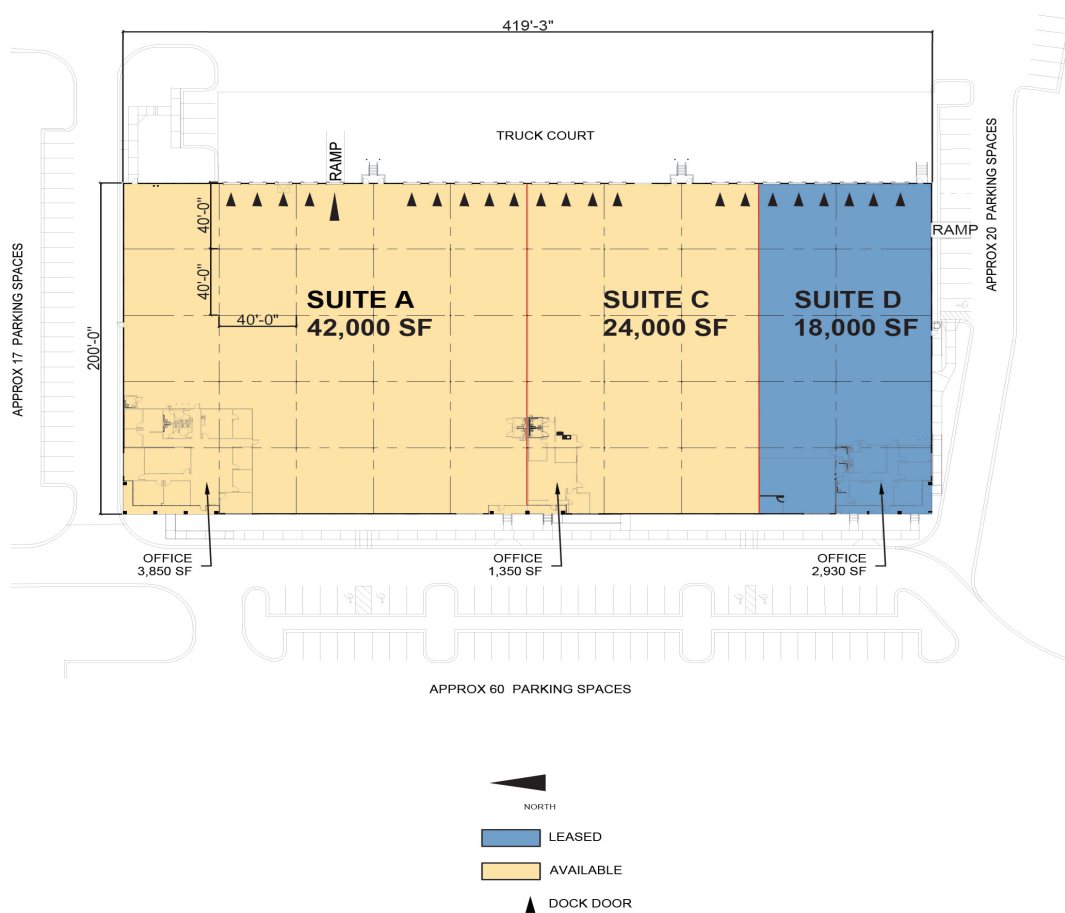 419'-3"
TRUCK COURT
RAMP
40'-0"
40'-0"
40'-0"
200'-0"
SUITE A
42,000 SF
SUITE C
24,000 SF
SUITE D
18,000 SF
RAMP
APPROX 17 PARKING SPACES
APPROX 20 PARKING SPACES
OFFICE
3,850 SF
OFFICE
1,350 SF
OFFICE
2,930 SF
APPROX 60 PARKING SPACES
NORTH
LEASED
AVAILABLE
DOCK DOOR